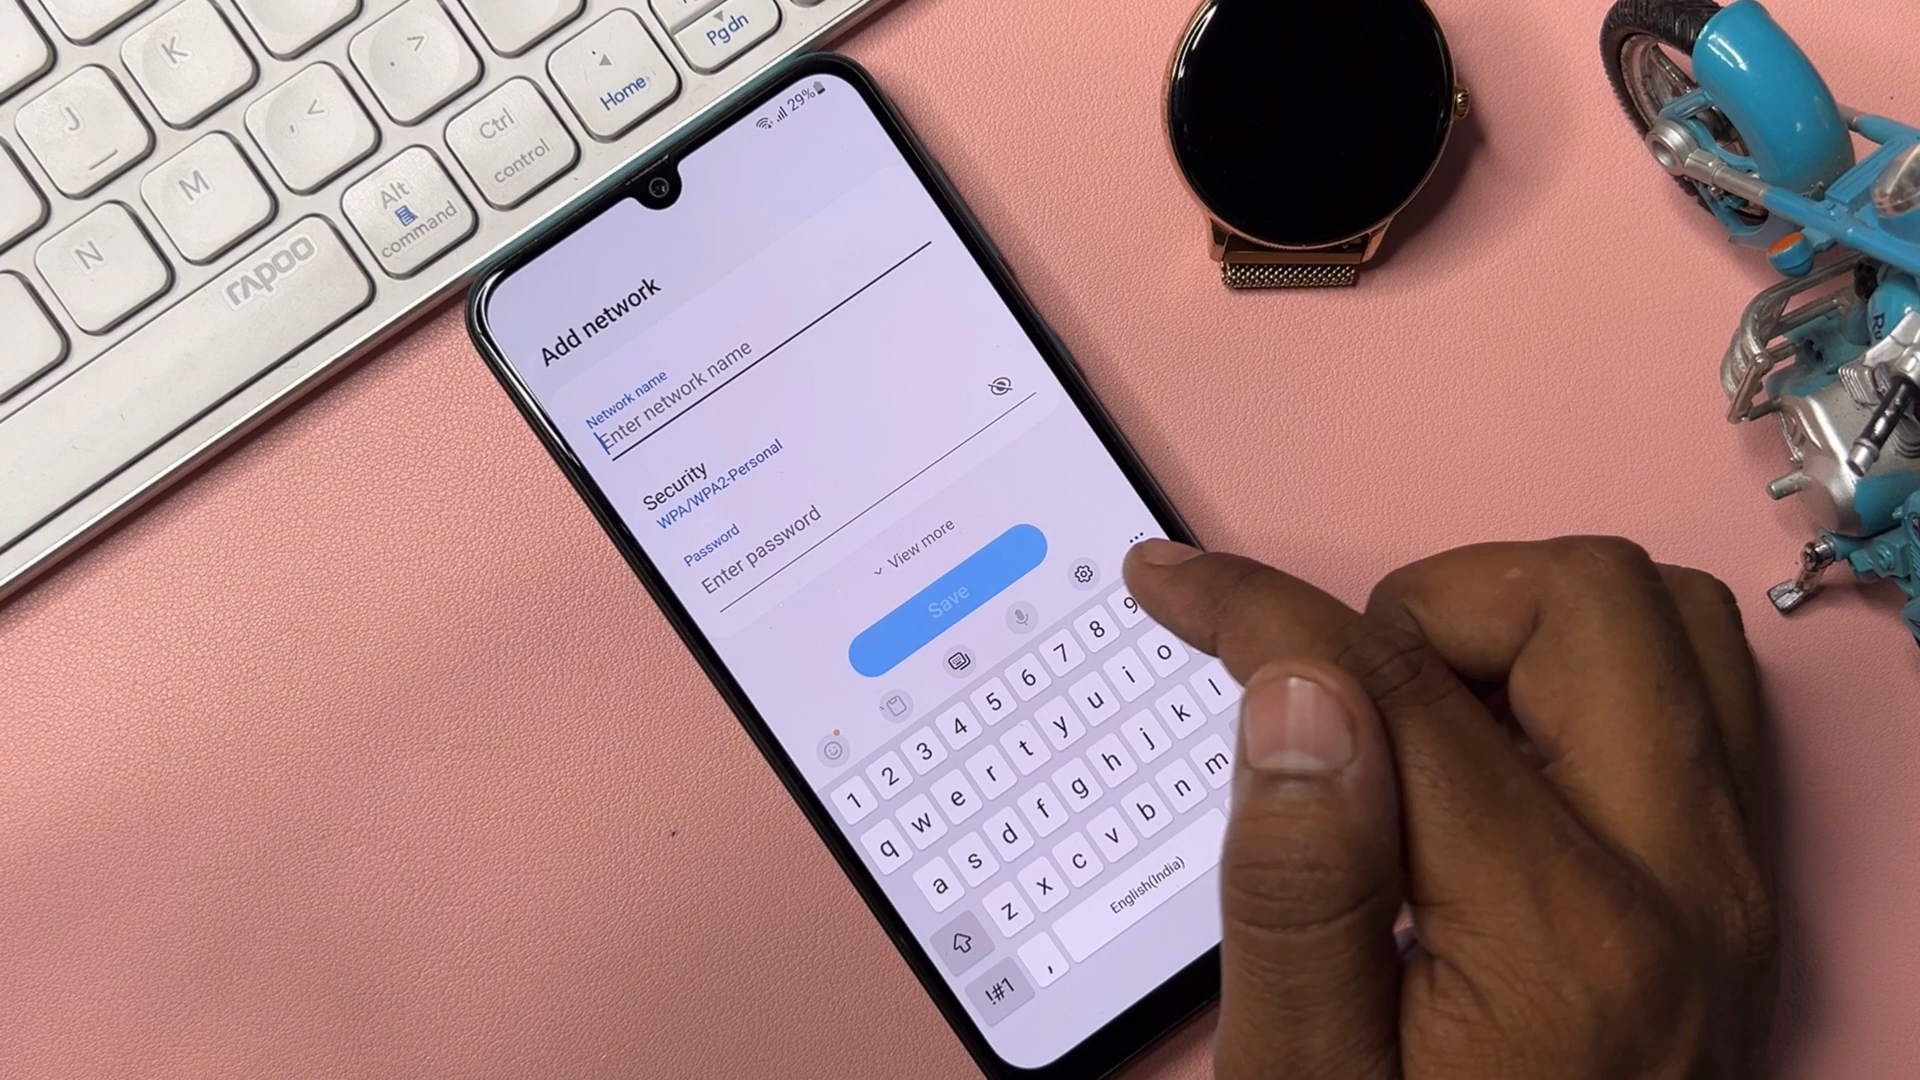 K
>
Pgdn
J
<
,
Ctrl
control
Home
M
Alt
command
N
rapoo
29%
Add network
Network name
Enter network name
Security
WPA/WPA2-Personal
Password
Enter password
View more
Save
1 2 3 4 5 6 7 8 9
q w e r t y u i o
a s d f g h j k l
z x c v b n m
!#1 , English(India)